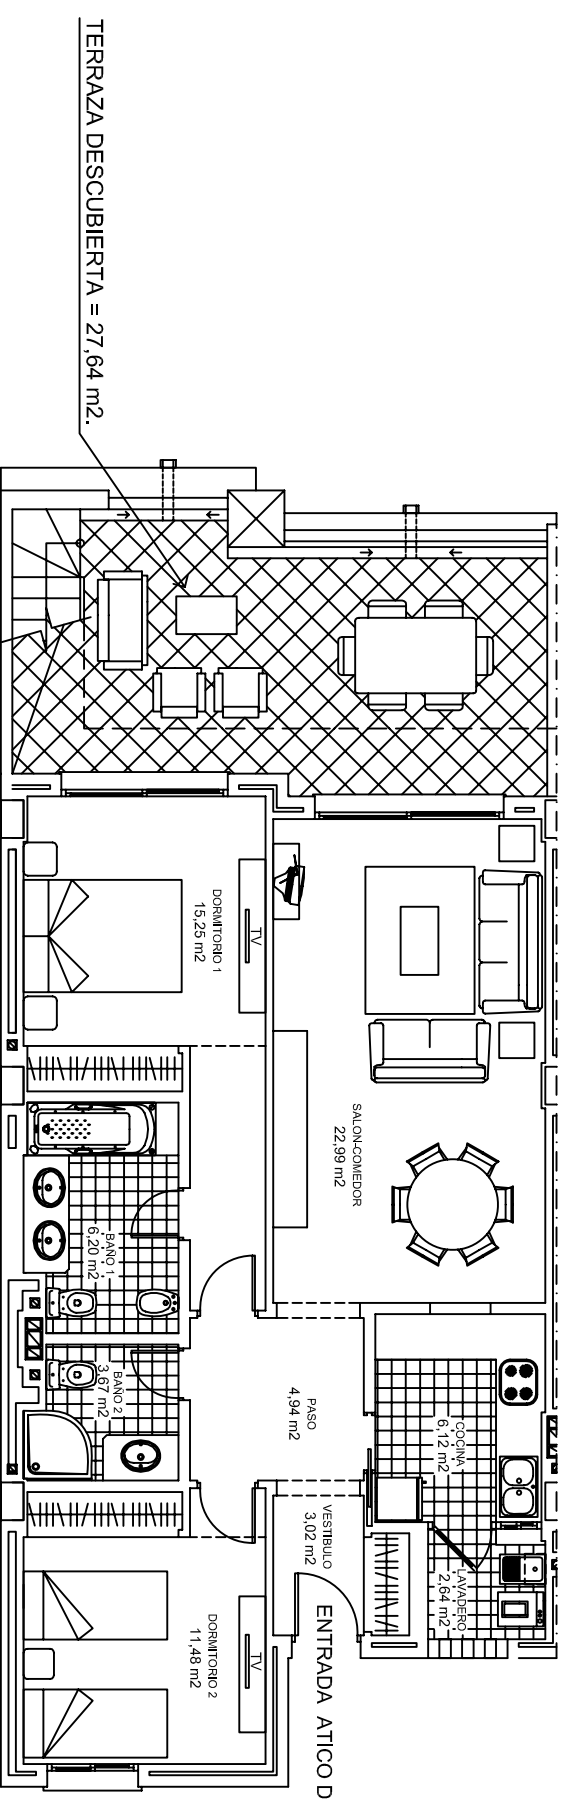 TERRAZA DESCUBIERTA = 27,64 m2.
SALON-COMEDOR
22,99 m2
COCINA
6,12 m2
LAVADERO
2,64 m2
TV
DORMITORIO 1
15,25 m2
PASO
4,94 m2
VESTIBULO
3,02 m2
ENTRADA ATICO D
BAÑO 1
6,20 m2
BAÑO 2
3,67 m2
TV
DORMITORIO 2
11,48 m2